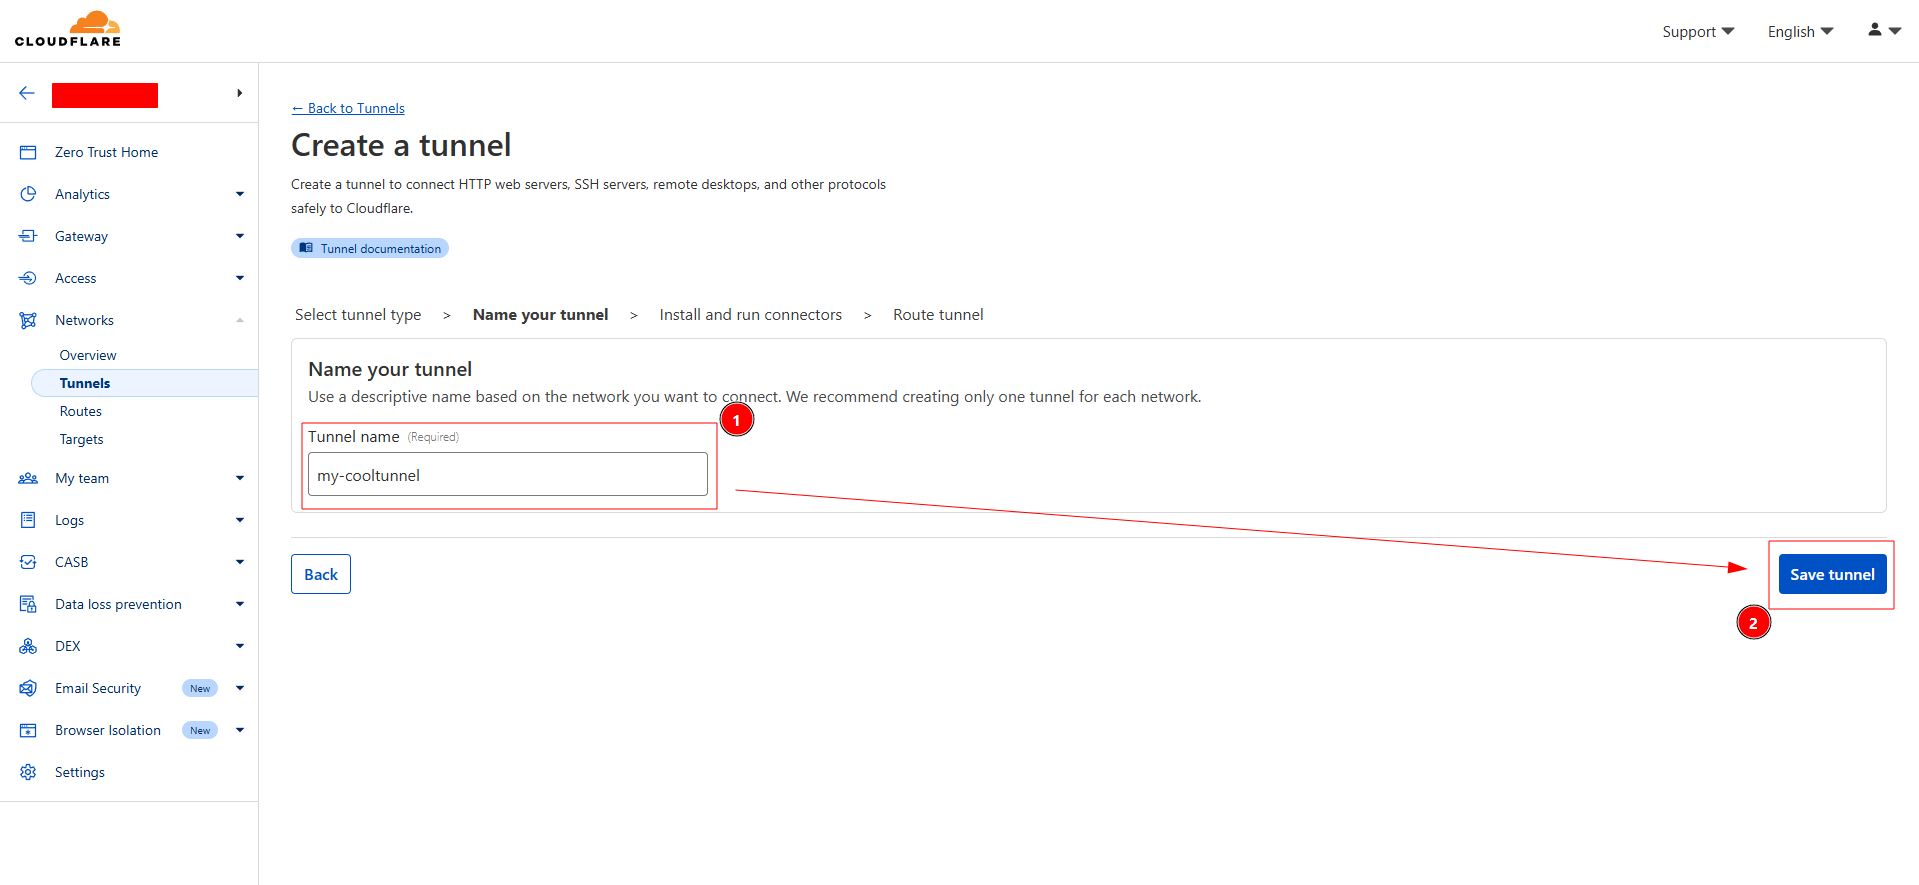 CLOUDFLARE
Support
English
Zero Trust Home
Analytics
Gateway
Access
Networks
Overview
Tunnels
Routes
Targets
My team
Logs
CASB
Data loss prevention
DEX
Email Security New
Browser Isolation New
Settings
← Back to Tunnels
Create a tunnel
Create a tunnel to connect HTTP web servers, SSH servers, remote desktops, and other protocols
safely to Cloudflare.
Tunnel documentation
Select tunnel type > Name your tunnel > Install and run connectors > Route tunnel
Name your tunnel
Use a descriptive name based on the network you want to connect. We recommend creating only one tunnel for each network.
1
Tunnel name (Required)
my-cooltunnel
Back
Save tunnel
2